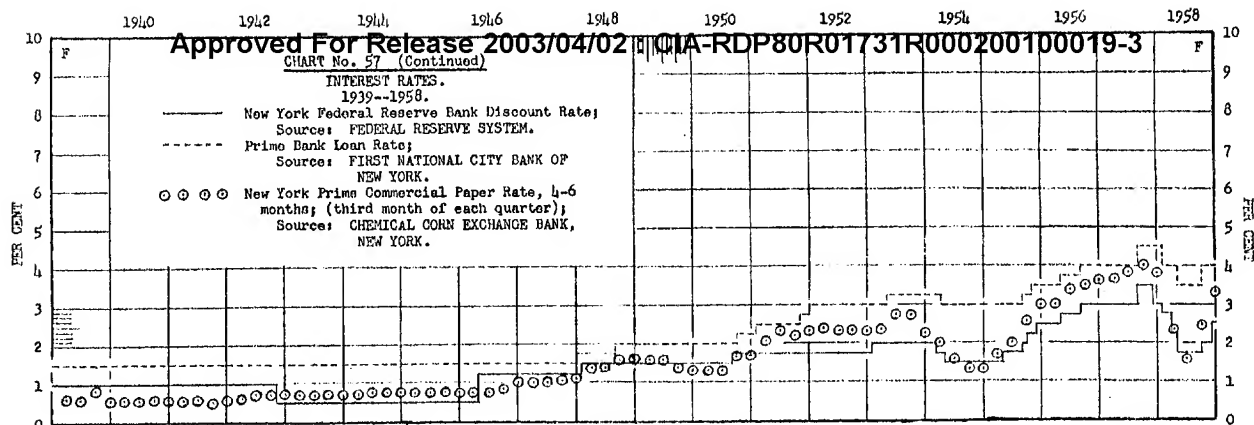 1940 1942 1944 1946 1948 1950 1952 1954 1956 1958
Approved For Release 2003/04/02 : CIA-RDP80R01731R000200100019-3
CHART No. 57 (Continued)
INTEREST RATES.
1939--1958.
New York Federal Reserve Bank Discount Rate;
Source: FEDERAL RESERVE SYSTEM.
Prime Bank Loan Rate;
Source: FIRST NATIONAL CITY BANK OF
NEW YORK.
New York Prime Commercial Paper Rate, 4-6
months; (third month of each quarter);
Source: CHEMICAL CORN EXCHANGE BANK,
NEW YORK.
F
F
PER CENT
10
9
8
7
6
5
4
3
2
1
0
PER CENT
10
9
8
7
6
5
4
3
2
1
0